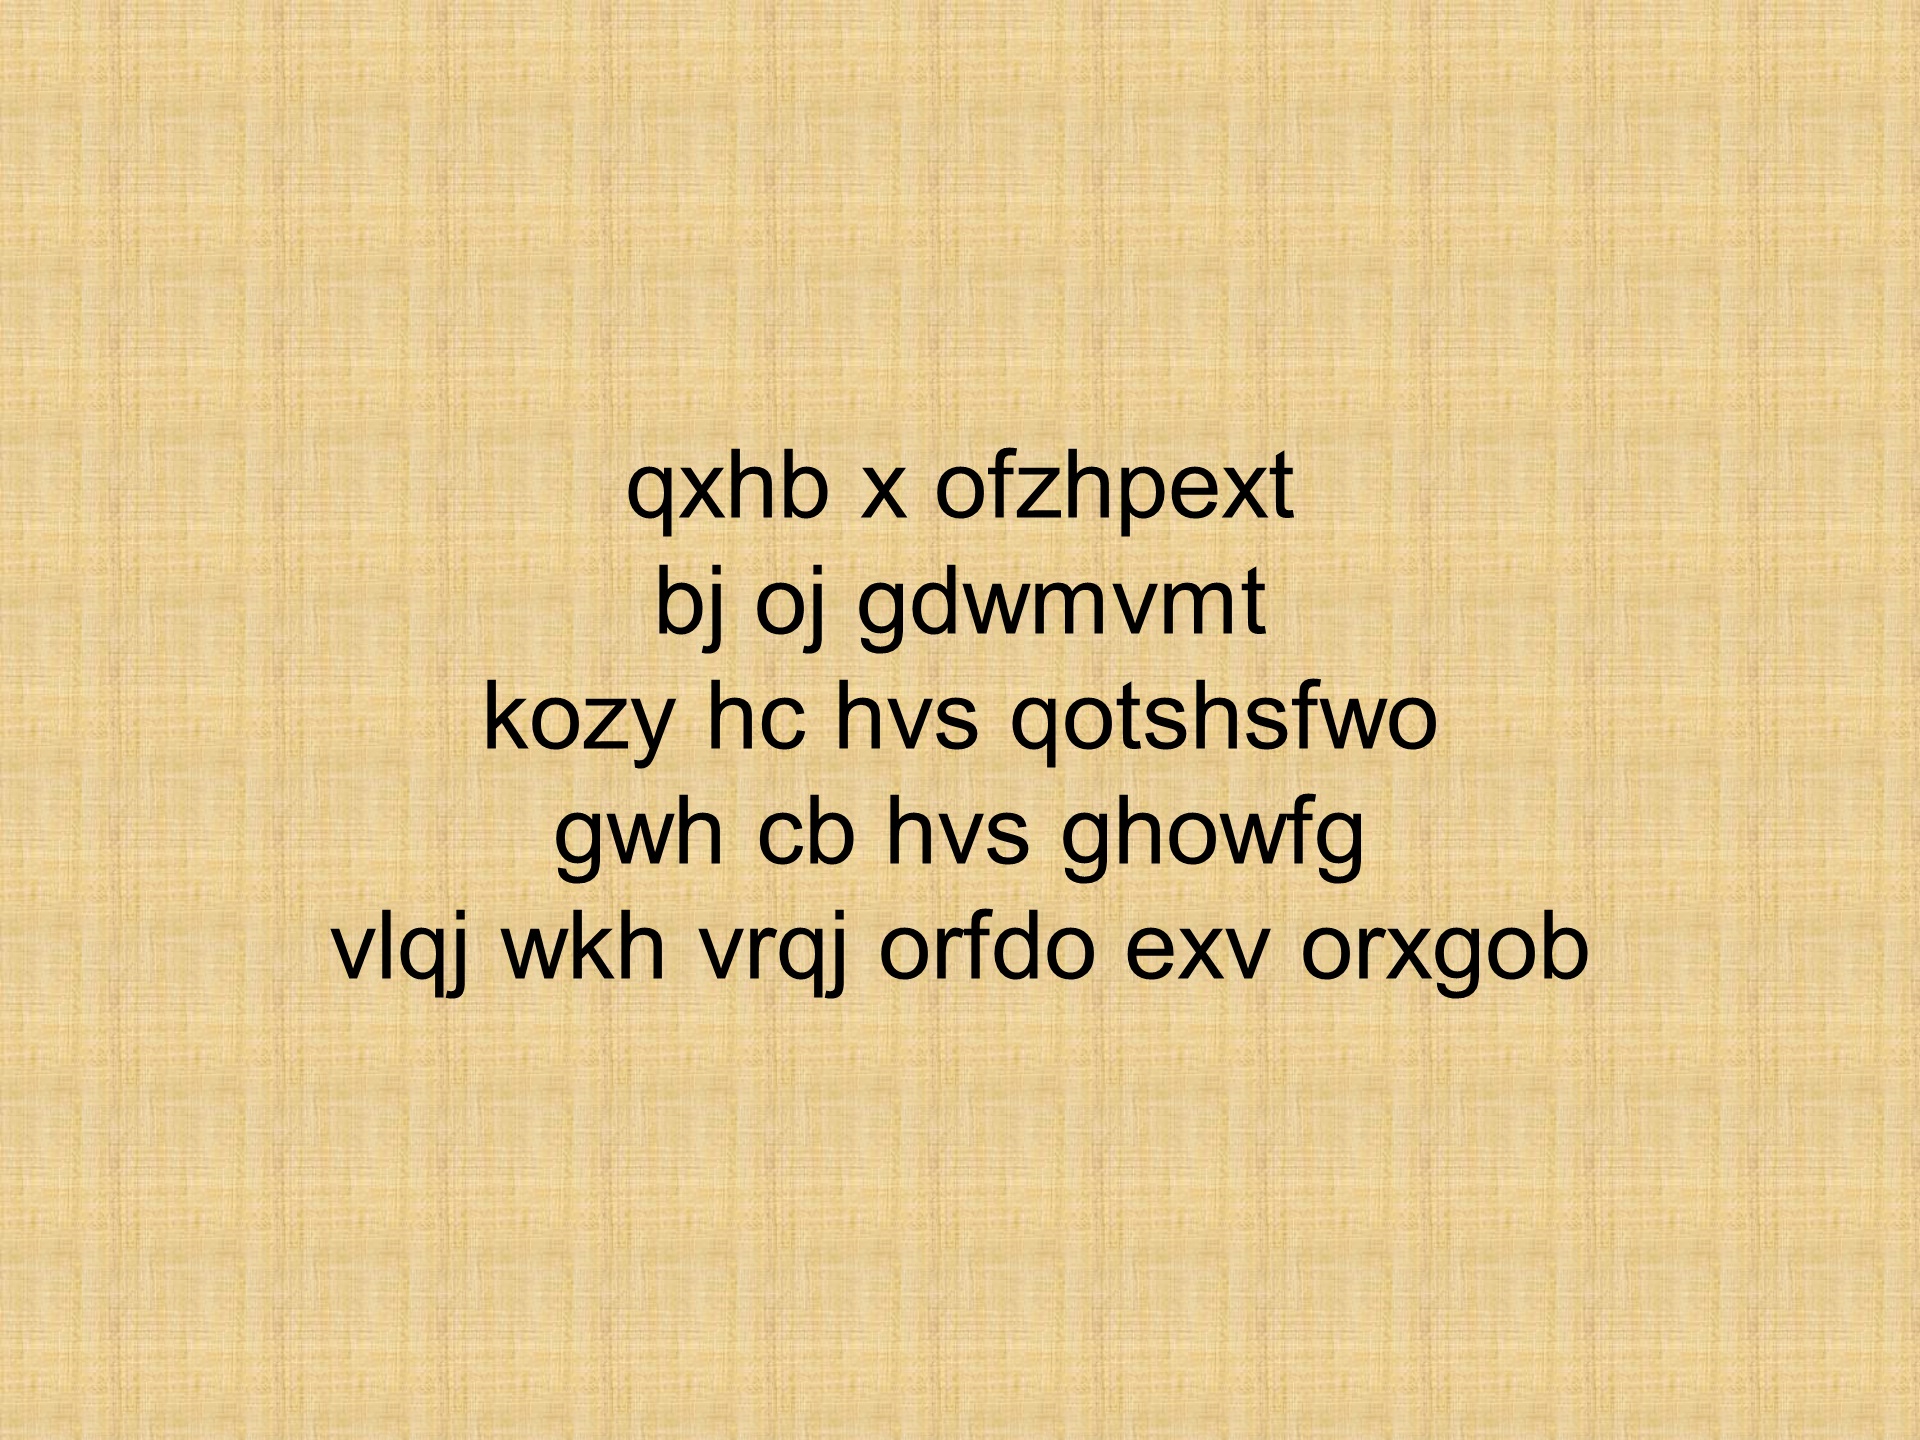 qxhb x ofzhpext
bj oj gdwmvmt
kozy hc hvs qotshsfwo
gwh cb hvs ghowfg
vlqj wkh vrqj orfdo exv orxgob